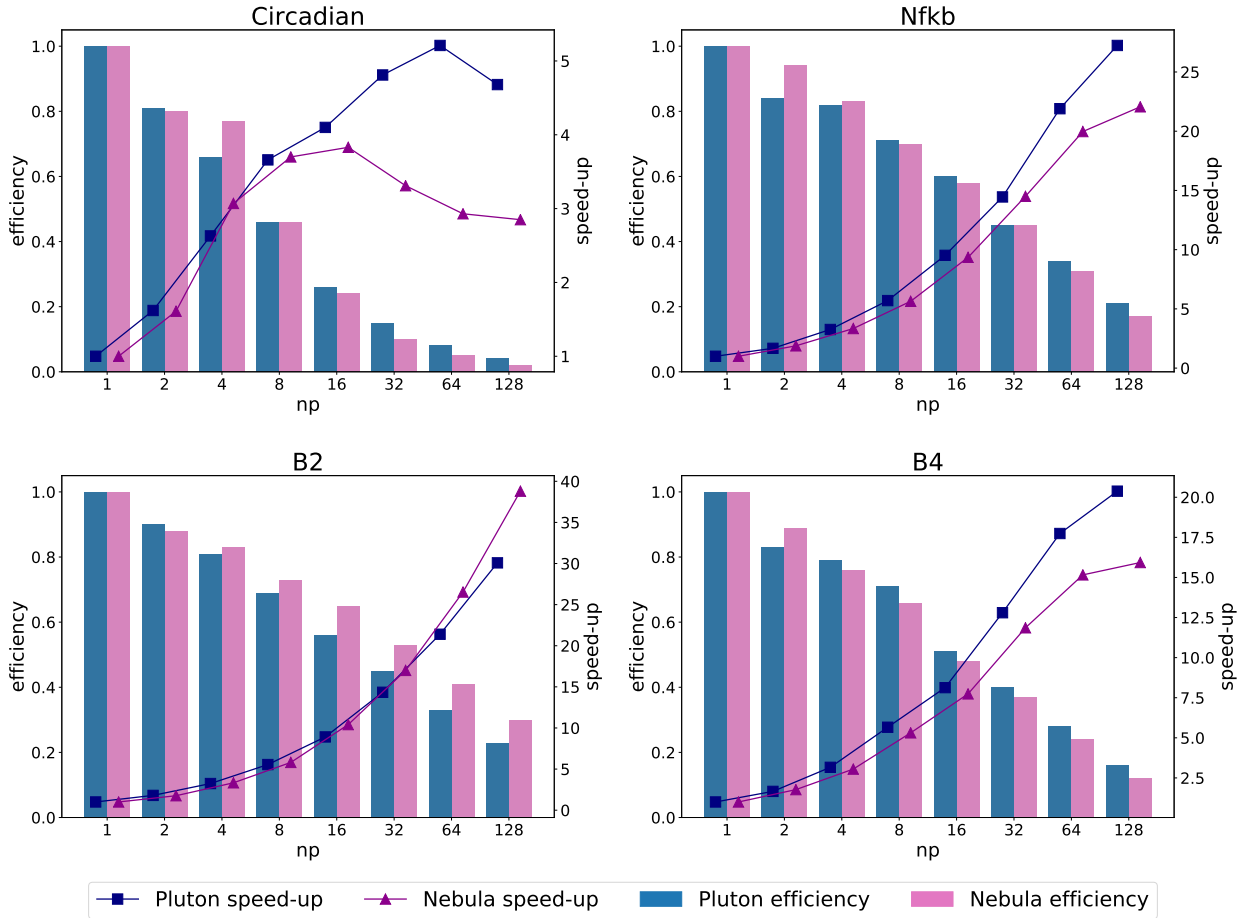 Circadian
1.0
0.8
0.6
0.4
0.2
0.0
efficiency
5
4
3
2
1
speed-up
1 2 4 8 16 32 64 128
np
Nfkb
1.0
0.8
0.6
0.4
0.2
0.0
efficiency
25
20
15
10
5
0
speed-up
1 2 4 8 16 32 64 128
np
B2
1.0
0.8
0.6
0.4
0.2
0.0
efficiency
40
35
30
25
20
15
10
5
0
speed-up
1 2 4 8 16 32 64 128
np
B4
1.0
0.8
0.6
0.4
0.2
0.0
efficiency
20.0
17.5
15.0
12.5
10.0
7.5
5.0
2.5
speed-up
1 2 4 8 16 32 64 128
np
Pluton speed-up Nebula speed-up Pluton efficiency Nebula efficiency